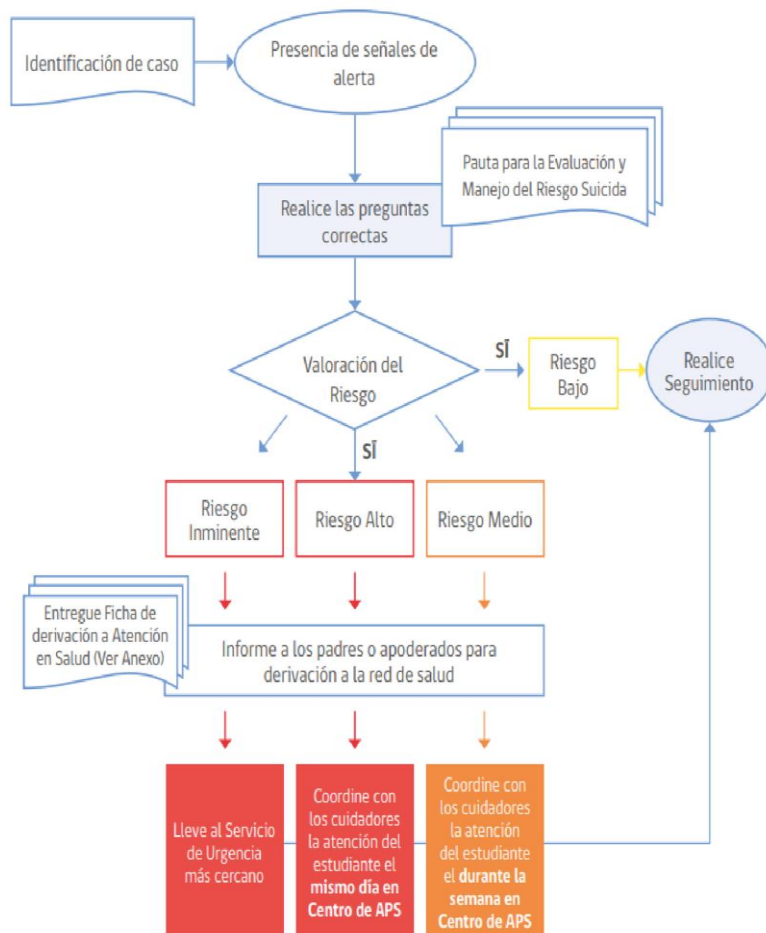 Identificación de caso
Presencia de señales de
alerta
Pauta para la Evaluación y
Manejo del Riesgo Suicida
Realice las preguntas
correctas
Valoración del
Riesgo
SÍ
Riesgo
Bajo
Realice
Seguimiento
SÍ
Riesgo
Inminente
Riesgo Alto
Riesgo Medio
Entregue Ficha de
derivación a Atención
en Salud (Ver Anexo)
Informe a los padres o apoderados para
derivación a la red de salud
Lleve al Servicio
de Urgencia
más cercano
Coordine con
los cuidadores
la atención del
estudiante el
mismo día en
Centro de APS
Coordine con
los cuidadores
la atención
del estudiante
el durante la
semana en
Centro de APS